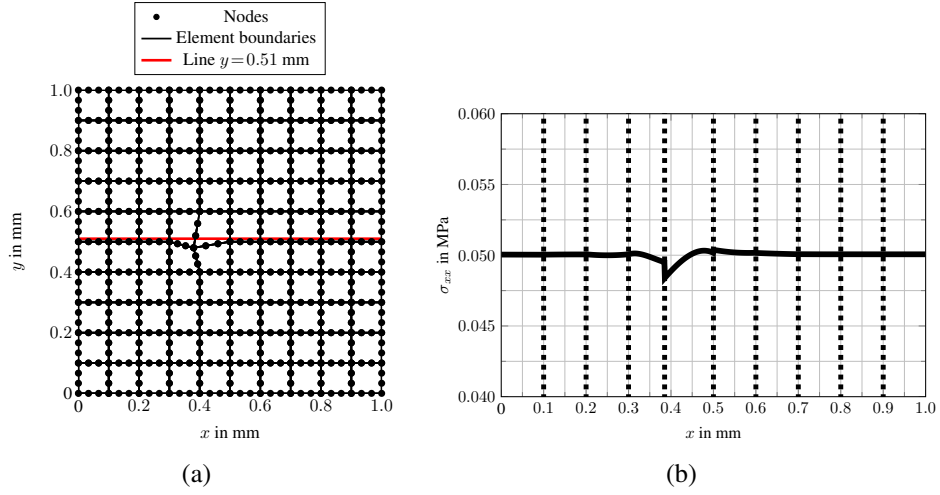 Nodes
Element boundaries
Line y = 0.51 mm
1.0
0.8
0.6
0.4
0.2
0
y in mm
0 0.2 0.4 0.6 0.8 1.0
x in mm
(a)
0.060
0.055
0.050
0.045
0.040
σxx in MPa
0 0.1 0.2 0.3 0.4 0.5 0.6 0.7 0.8 0.9 1.0
x in mm
(b)